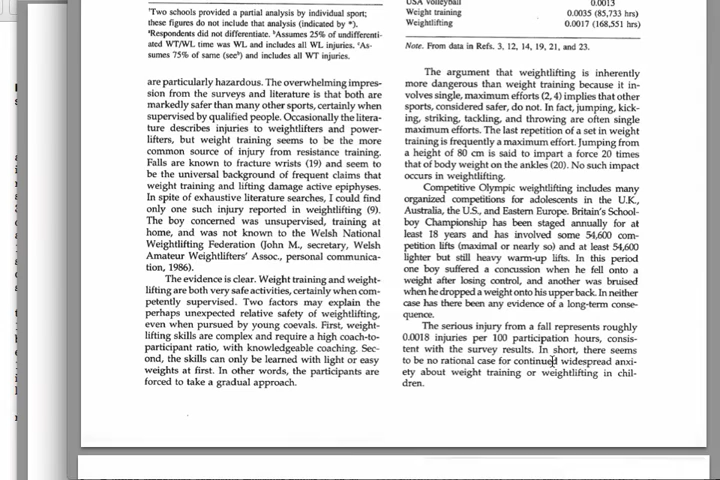 ¹Two schools provided a partial analysis by individual sport;
these figures do not include that analysis (indicated by *).
ᵃRespondents did not differentiate. ᵇAssumes 25% of undifferenti-
ated WT/WL time was WL and includes all WL injuries. ᶜAs-
sumes 75% of same (seeᵇ) and includes all WT injuries.
are particularly hazardous. The overwhelming impres-
sion from the surveys and literature is that both are
markedly safer than many other sports, certainly when
supervised by qualified people. Occasionally the litera-
ture describes injuries to weightlifters and power-
lifters, but weight training seems to be the more
common source of injury from resistance training.
Falls are known to fracture wrists (19) and seem to
be the universal background of frequent claims that
weight training and lifting damage active epiphyses.
In spite of exhaustive literature searches, I could find
only one such injury reported in weightlifting (9).
The boy concerned was unsupervised, training at
home, and was not known to the Welsh National
Weightlifting Federation (John M., secretary, Welsh
Amateur Weightlifters' Assoc., personal communica-
tion, 1986).
The evidence is clear. Weight training and weight-
lifting are both very safe activities, certainly when com-
petently supervised. Two factors may explain the
perhaps unexpected relative safety of weightlifting,
even when pursued by young coevals. First, weight-
lifting skills are complex and require a high coach-to-
participant ratio, with knowledgeable coaching. Sec-
ond, the skills can only be learned with light or easy
weights at first. In other words, the participants are
forced to take a gradual approach.
USA Volleyball 0.0013
Weight training 0.0035 (85,733 hrs)
Weightlifting 0.0017 (168,551 hrs)
Note. From data in Refs. 3, 12, 14, 19, 21, and 23.
The argument that weightlifting is inherently
more dangerous than weight training because it in-
volves single, maximum efforts (2, 4) implies that other
sports, considered safer, do not. In fact, jumping, kick-
ing, striking, tackling, and throwing are often single
maximum efforts. The last repetition of a set in weight
training is frequently a maximum effort. Jumping from
a height of 80 cm is said to impart a force 20 times
that of body weight on the ankles (20). No such impact
occurs in weightlifting.
Competitive Olympic weightlifting includes many
organized competitions for adolescents in the U.K.,
Australia, the U.S., and Eastern Europe. Britain's School-
boy Championship has been staged annually for at
least 18 years and has involved some 54,600 com-
petition lifts (maximal or nearly so) and at least 54,600
lighter but still heavy warm-up lifts. In this period
one boy suffered a concussion when he fell onto a
weight after losing control, and another was bruised
when he dropped a weight onto his upper back. In neither
case has there been any evidence of a long-term conse-
quence.
The serious injury from a fall represents roughly
0.0018 injuries per 100 participation hours, consis-
tent with the survey results. In short, there seems
to be no rational case for continued widespread anxi-
ety about weight training or weightlifting in chil-
dren.